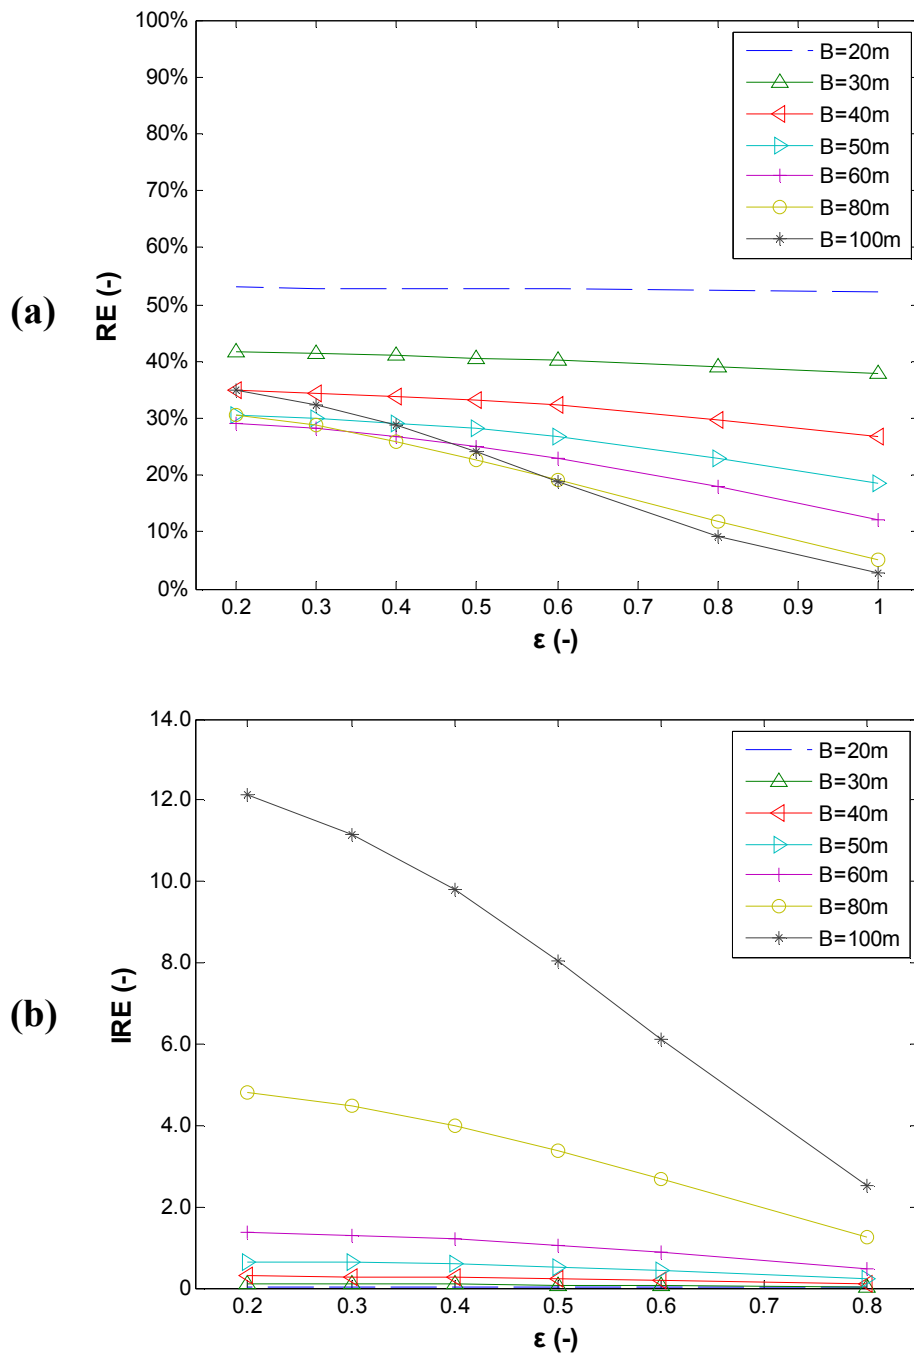 (a)
RE (-)
100%
90%
80%
70%
60%
50%
40%
30%
20%
10%
0%
B=20m
B=30m
B=40m
B=50m
B=60m
B=80m
B=100m
0.2 0.3 0.4 0.5 0.6 0.7 0.8 0.9 1
ε (-)
(b)
IRE (-)
14.0
12.0
10.0
8.0
6.0
4.0
2.0
0
B=20m
B=30m
B=40m
B=50m
B=60m
B=80m
B=100m
0.2 0.3 0.4 0.5 0.6 0.7 0.8
ε (-)